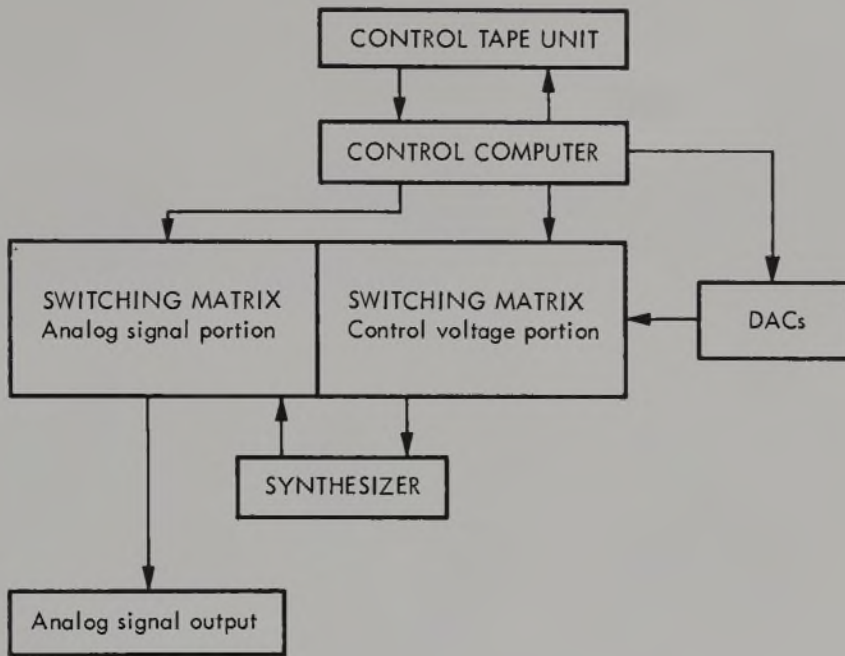 CONTROL TAPE UNIT
CONTROL COMPUTER
SWITCHING MATRIX
Analog signal portion
SWITCHING MATRIX
Control voltage portion
DACs
SYNTHESIZER
Analog signal output